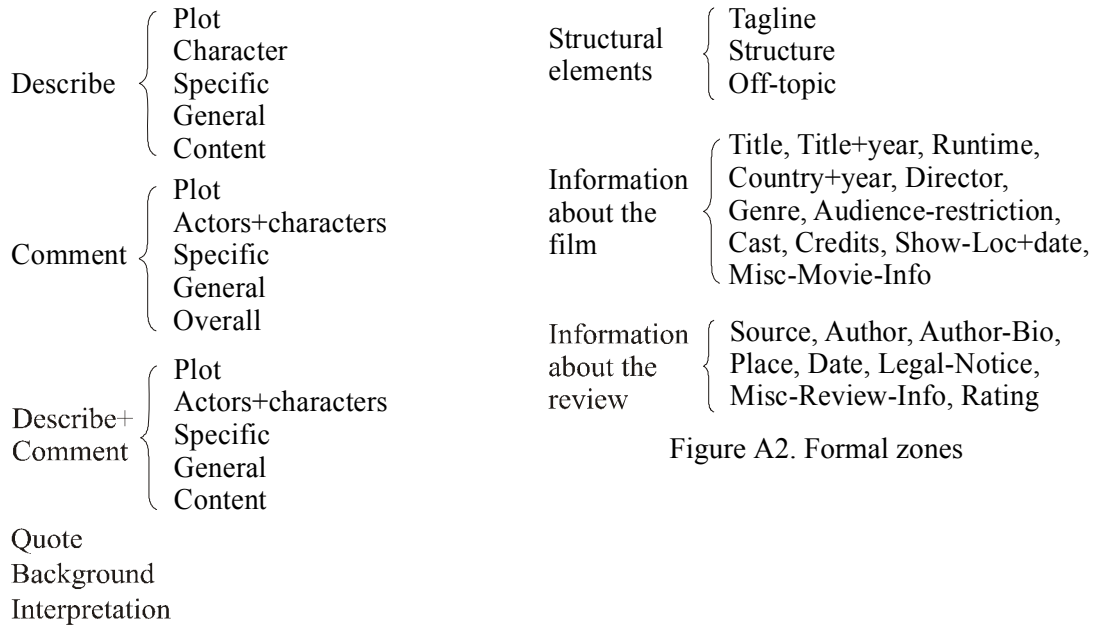 Describe
Plot
Character
Specific
General
Content
Comment
Plot
Actors+characters
Specific
General
Overall
Describe+
Comment
Plot
Actors+characters
Specific
General
Content
Quote
Background
Interpretation
Structural
elements
Tagline
Structure
Off-topic
Information
about the
film
Title, Title+year, Runtime,
Country+year, Director,
Genre, Audience-restriction,
Cast, Credits, Show-Loc+date,
Misc-Movie-Info
Information
about the
review
Source, Author, Author-Bio,
Place, Date, Legal-Notice,
Misc-Review-Info, Rating
Figure A2. Formal zones